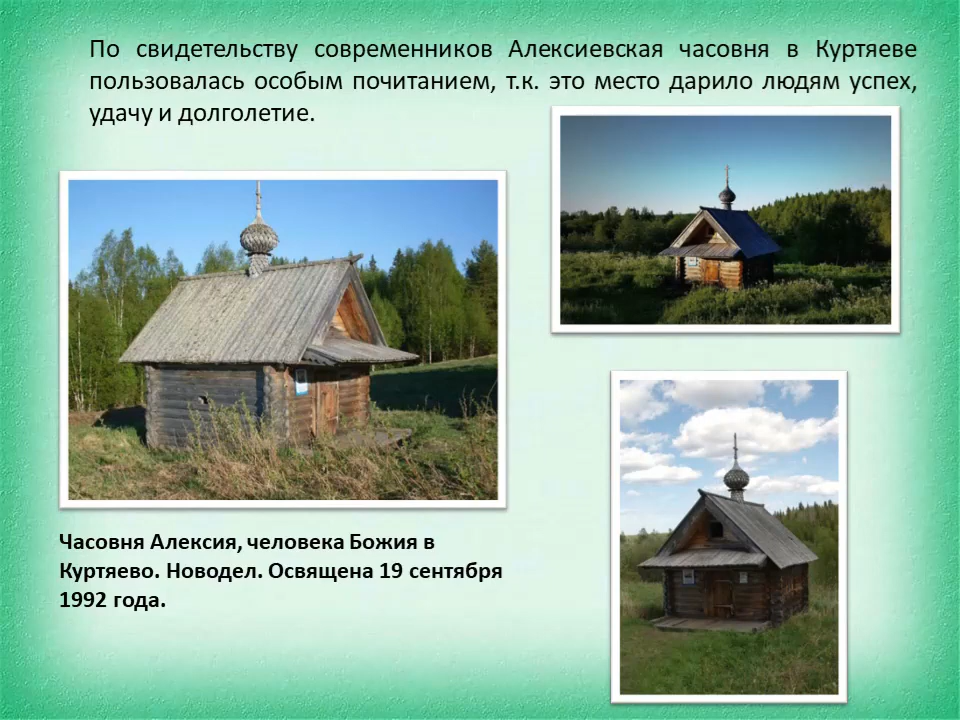 По свидетельству современников Алексиевская часовня в Куртяеве
пользовалась особым почитанием, т.к. это место дарило людям успех,
удачу и долголетие.
Часовня Алексия, человека Божия в
Куртяево. Новодел. Освящена 19 сентября
1992 года.